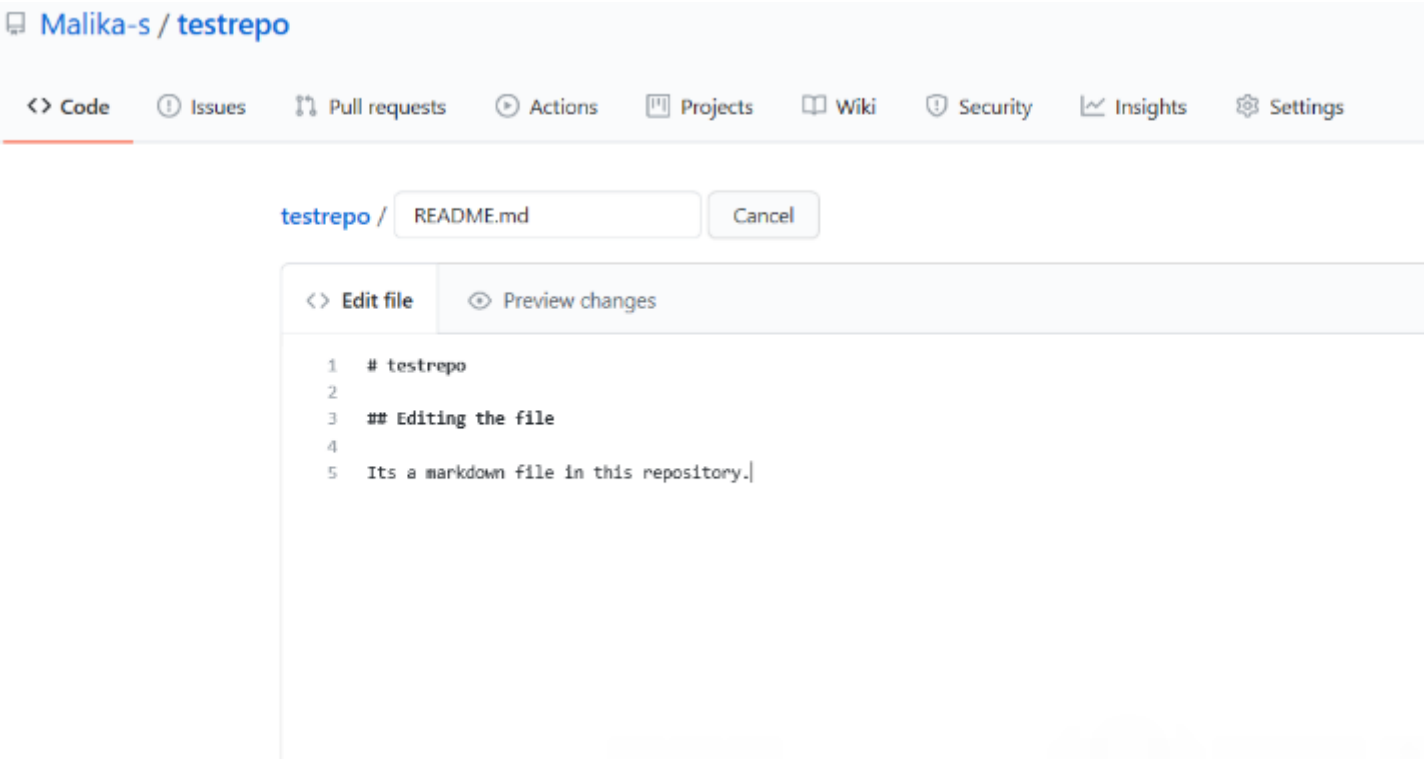 Malika-s / testrepo
<> Code Issues Pull requests Actions Projects Wiki Security Insights Settings
testrepo / README.md Cancel
<> Edit file Preview changes
1 # testrepo
2
3 ## Editing the file
4
5 Its a markdown file in this repository.